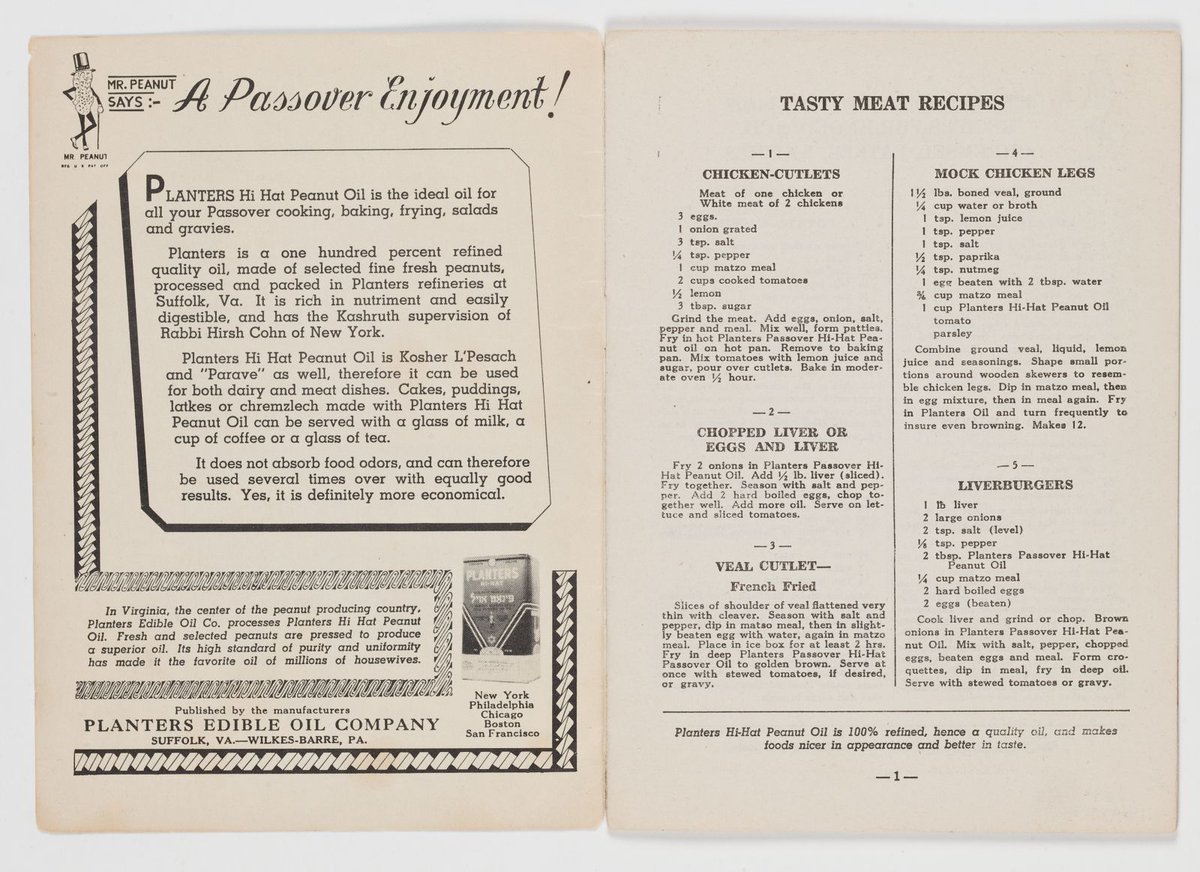 MR. PEANUT
SAYS :-
A Passover Enjoyment!
MR. PEANUT
REG U S PAT OFF
PLANTERS Hi Hat Peanut Oil is the ideal oil for
all your Passover cooking, baking, frying, salads
and gravies.
Planters is a one hundred percent refined
quality oil, made of selected fine fresh peanuts,
processed and packed in Planters refineries at
Suffolk, Va. It is rich in nutriment and easily
digestible, and has the Kashruth supervision of
Rabbi Hirsh Cohn of New York.
Planters Hi Hat Peanut Oil is Kosher L'Pesach
and "Parave" as well, therefore it can be used
for both dairy and meat dishes. Cakes, puddings,
latkes or chremzlech made with Planters Hi Hat
Peanut Oil can be served with a glass of milk, a
cup of coffee or a glass of tea.
It does not absorb food odors, and can therefore
be used several times over with equally good
results. Yes, it is definitely more economical.
PLANTERS
HI-HAT
פינאט אויל
In Virginia, the center of the peanut producing country,
Planters Edible Oil Co. processes Planters Hi Hat Peanut
Oil. Fresh and selected peanuts are pressed to produce
a superior oil. Its high standard of purity and uniformity
has made it the favorite oil of millions of housewives.
Published by the manufacturers
PLANTERS EDIBLE OIL COMPANY
SUFFOLK, VA.—WILKES-BARRE, PA.
New York
Philadelphia
Chicago
Boston
San Francisco
TASTY MEAT RECIPES
—1—
CHICKEN-CUTLETS
Meat of one chicken or
White meat of 2 chickens
3 eggs.
1 onion grated
3 tsp. salt
¼ tsp. pepper
1 cup matzo meal
2 cups cooked tomatoes
½ lemon
3 tbsp. sugar
Grind the meat. Add eggs, onion, salt,
pepper and meal. Mix well, form patties.
Fry in hot Planters Passover Hi-Hat Pea-
nut oil on hot pan. Remove to baking
pan. Mix tomatoes with lemon juice and
sugar, pour over cutlets. Bake in moder-
ate oven ½ hour.
—2—
CHOPPED LIVER OR
EGGS AND LIVER
Fry 2 onions in Planters Passover Hi-
Hat Peanut Oil. Add ½ lb. liver (sliced).
Fry together. Season with salt and pep-
per. Add 2 hard boiled eggs, chop to-
gether well. Add more oil. Serve on let-
tuce and sliced tomatoes.
—3—
VEAL CUTLET—
French Fried
Slices of shoulder of veal flattened very
thin with cleaver. Season with salt and
pepper, dip in matso meal, then in slight-
ly beaten egg with water, again in matzo
meal. Place in ice box for at least 2 hrs.
Fry in deep Planters Passover Hi-Hat
Passover Oil to golden brown. Serve at
once with stewed tomatoes, if desired,
or gravy.
—4—
MOCK CHICKEN LEGS
1½ lbs. boned veal, ground
¼ cup water or broth
1 tsp. lemon juice
1 tsp. pepper
1 tsp. salt
½ tsp. paprika
¼ tsp. nutmeg
1 egg beaten with 2 tbsp. water
¾ cup matzo meal
1 cup Planters Hi-Hat Peanut Oil
tomato
parsley
Combine ground veal, liquid, lemon
juice and seasonings. Shape small por-
tions around wooden skewers to resem-
ble chicken legs. Dip in matzo meal, then
in egg mixture, then in meal again. Fry
in Planters Oil and turn frequently to
insure even browning. Makes 12.
—5—
LIVERBURGERS
1 lb liver
2 large onions
2 tsp. salt (level)
⅛ tsp. pepper
2 tbsp. Planters Passover Hi-Hat
Peanut Oil
¼ cup matzo meal
2 hard boiled eggs
2 eggs (beaten)
Cook liver and grind or chop. Brown
onions in Planters Passover Hi-Hat Pea-
nut Oil. Mix with salt, pepper, chopped
eggs, beaten eggs and meal. Form cro-
quettes, dip in meal, fry in deep oil.
Serve with stewed tomatoes or gravy.
Planters Hi-Hat Peanut Oil is 100% refined, hence a quality oil, and makes
foods nicer in appearance and better in taste.
—1—